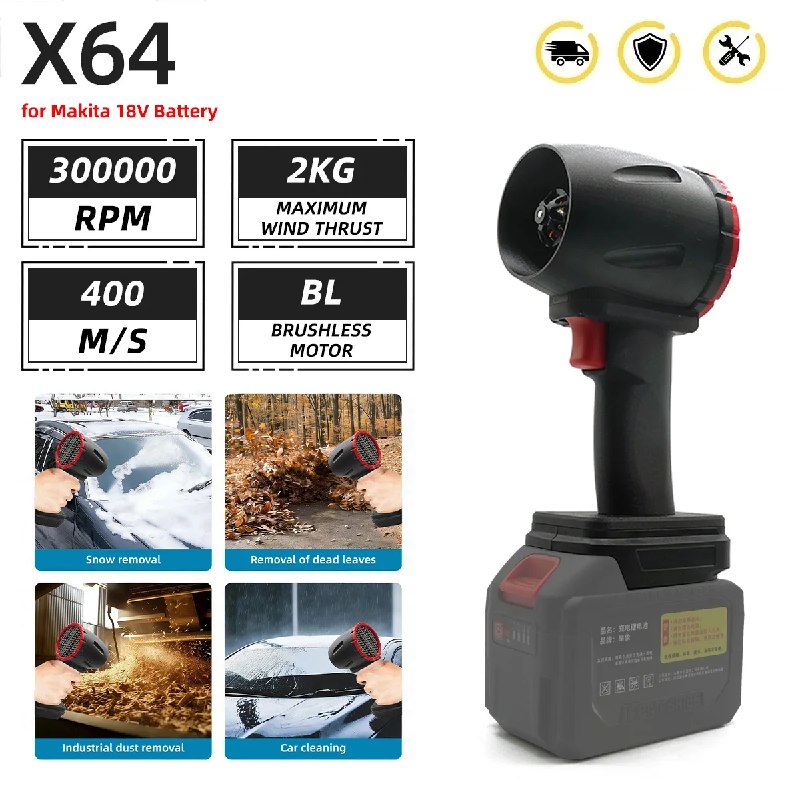 X64
for Makita 18V Battery
300000
RPM
2KG
MAXIMUM
WIND THRUST
400
M/S
BL
BRUSHLESS
MOTOR
Snow removal
Removal of dead leaves
Industrial dust removal
Car cleaning